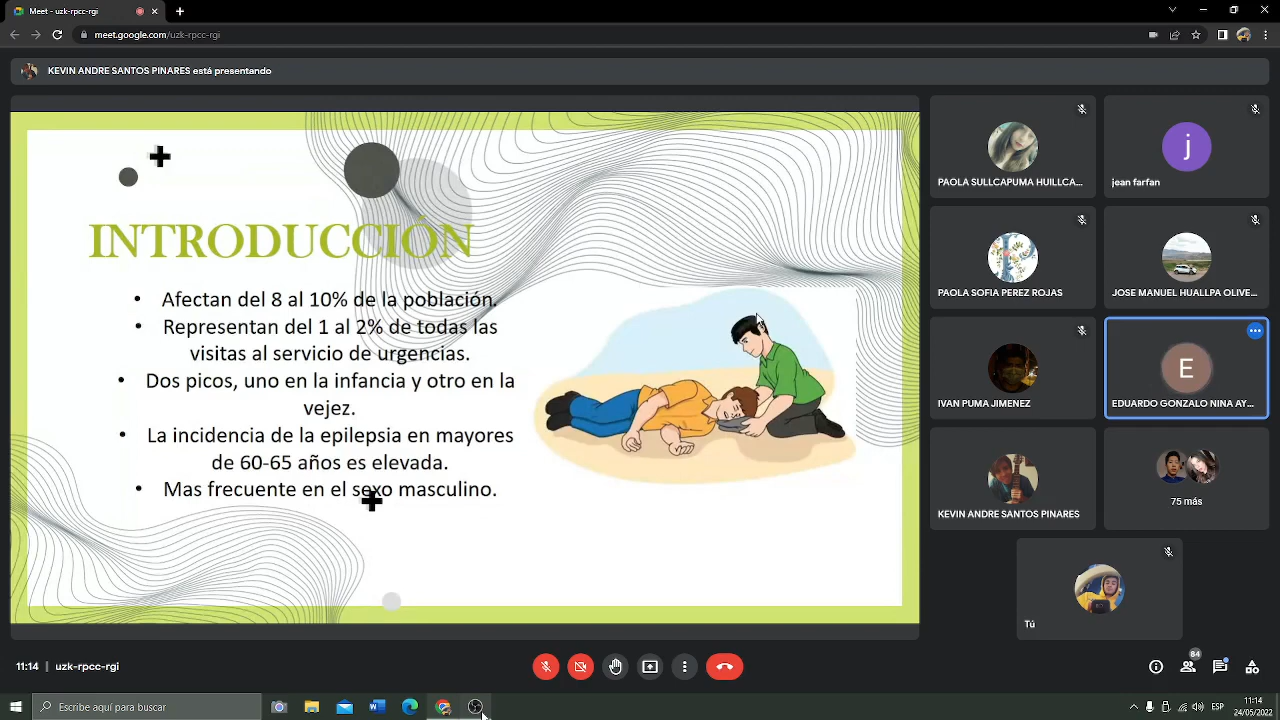 Meet - uzk-rpcc-rgi
meet.google.com/uzk-rpcc-rgi
KEVIN ANDRE SANTOS PINARES está presentando
INTRODUCCIÓN
• Afectan del 8 al 10% de la población.
• Representan del 1 al 2% de todas las
visitas al servicio de urgencias.
• Dos picos, uno en la infancia y otro en la
vejez.
• La incidencia de la epilepsia en mayores
de 60-65 años es elevada.
• Mas frecuente en el sexo masculino.
PAOLA SULLCAPUMA HUILLCA...
j
jean farfan
PAOLA SOFIA PEREZ ROJAS
JOSE MANUEL HUALLPA OLIVE...
IVAN PUMA JIMENEZ
E
EDUARDO GONZALO NINA AY...
KEVIN ANDRE SANTOS PINARES
75 más
Tú
11:14 | uzk-rpcc-rgi
84
Escribe aquí para buscar
ESP
11:14
24/05/2022